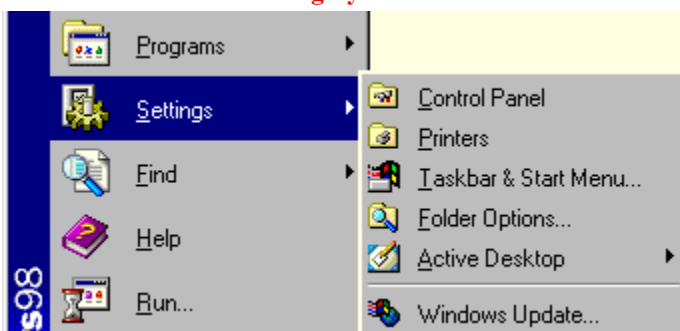 Programs
Settings
Find
Help
Run...
Control Panel
Printers
Taskbar & Start Menu...
Folder Options...
Active Desktop
Windows Update...
s98